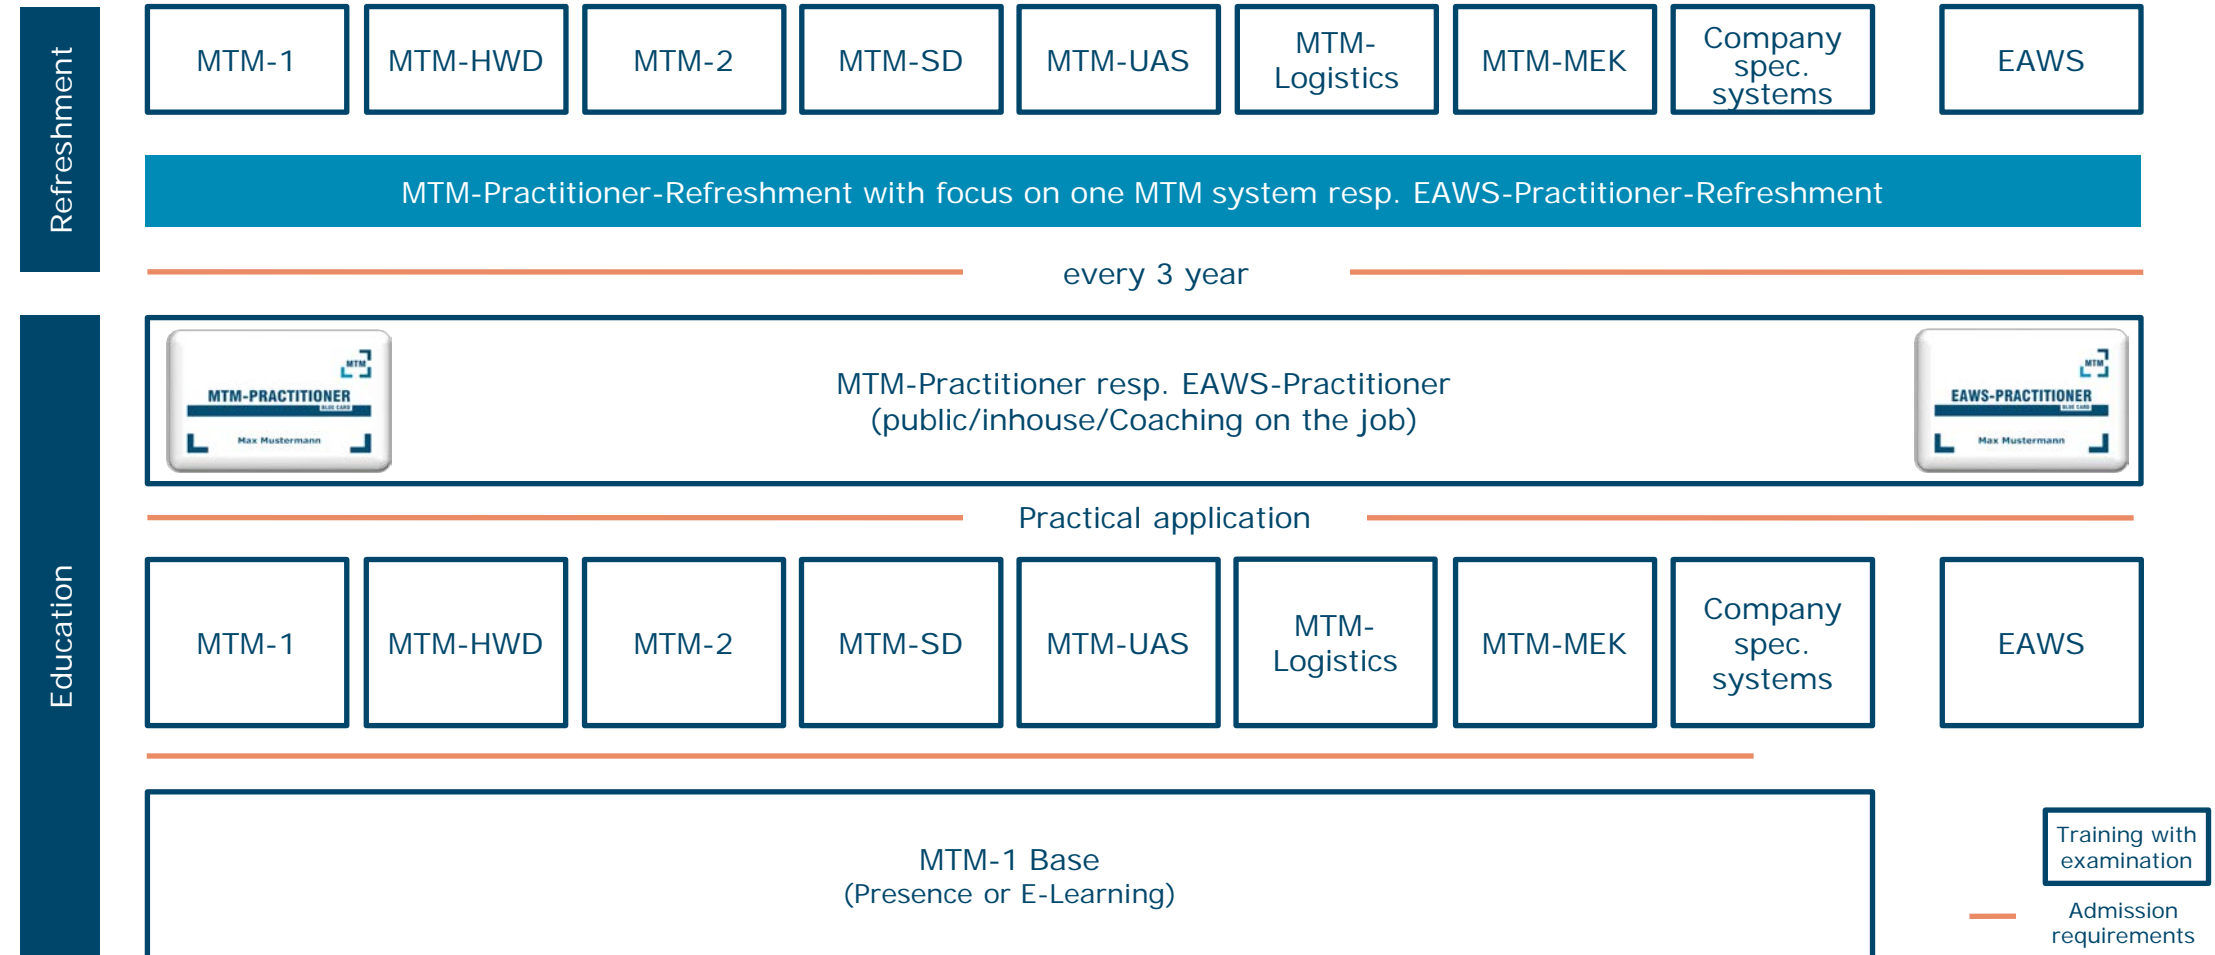 Refreshment
MTM-1
MTM-HWD
MTM-2
MTM-SD
MTM-UAS
MTM-
Logistics
MTM-MEK
Company
spec.
systems
EAWS
MTM-Practitioner-Refreshment with focus on one MTM system resp. EAWS-Practitioner-Refreshment
every 3 year
Education
MTM
MTM-PRACTITIONER
BLUE CARD
Max Mustermann
MTM-Practitioner resp. EAWS-Practitioner
(public/inhouse/Coaching on the job)
MTM
EAWS-PRACTITIONER
BLUE CARD
Max Mustermann
Practical application
MTM-1
MTM-HWD
MTM-2
MTM-SD
MTM-UAS
MTM-
Logistics
MTM-MEK
Company
spec.
systems
EAWS
MTM-1 Base
(Presence or E-Learning)
Training with
examination
Admission
requirements